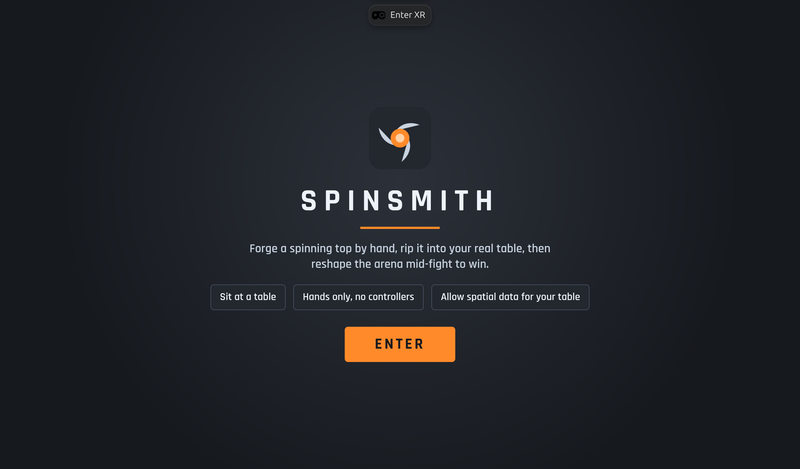 Enter XR
SPINSMITH
Forge a spinning top by hand, rip it into your real table, then
reshape the arena mid-fight to win.
Sit at a table
Hands only, no controllers
Allow spatial data for your table
ENTER